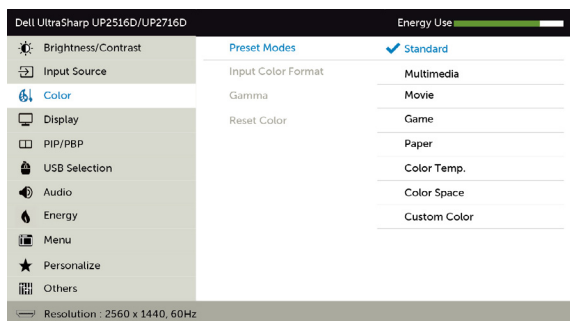 Dell UltraSharp UP2516D/UP2716D
Energy Use
Brightness/Contrast
Input Source
Color
Display
PIP/PBP
USB Selection
Audio
Energy
Menu
Personalize
Others
Preset Modes
Input Color Format
Gamma
Reset Color
Standard
Multimedia
Movie
Game
Paper
Color Temp.
Color Space
Custom Color
Resolution : 2560 x 1440, 60Hz